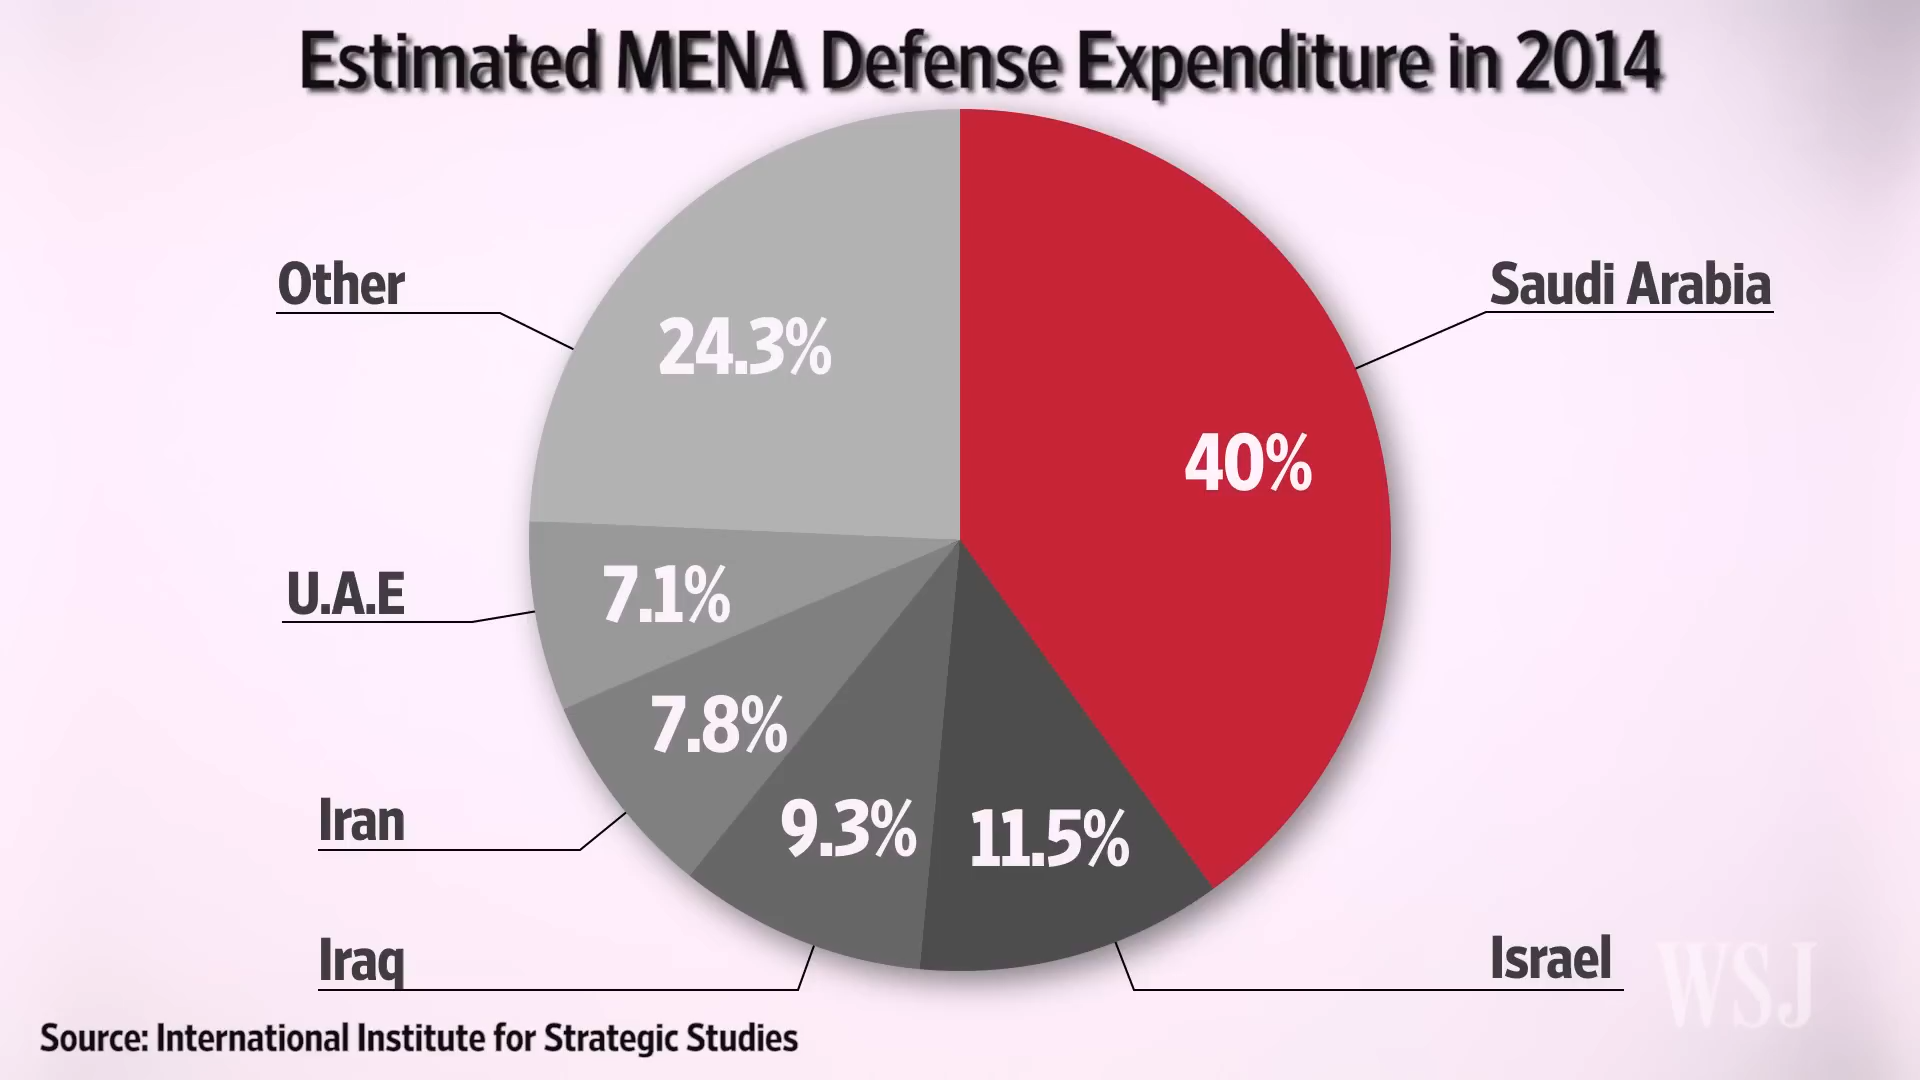 Estimated MENA Defense Expenditure in 2014
Other
Saudi Arabia
24.3%
40%
U.A.E
7.1%
7.8%
Iran
9.3%
11.5%
Iraq
Israel
WSJ
Source: International Institute for Strategic Studies